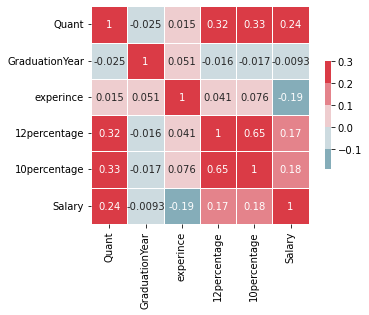 Quant 1 -0.025 0.015 0.32 0.33 0.24
GraduationYear -0.025 1 0.051 -0.016 -0.017 -0.0093
experince 0.015 0.051 1 0.041 0.076 -0.19
12percentage 0.32 -0.016 0.041 1 0.65 0.17
10percentage 0.33 -0.017 0.076 0.65 1 0.18
Salary 0.24 -0.0093 -0.19 0.17 0.18 1
Quant
GraduationYear
experince
12percentage
10percentage
Salary
0.3
0.2
0.1
0.0
−0.1